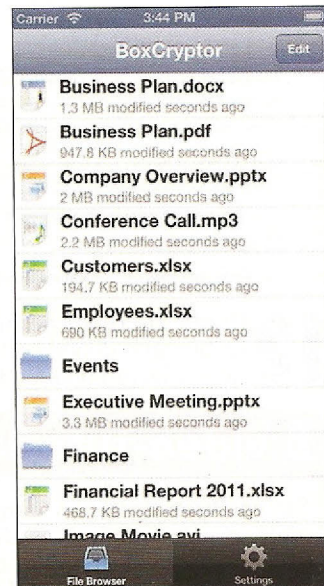 Carrier 3:44 PM
BoxCryptor Edit
Business Plan.docx
1.3 MB modified seconds ago
Business Plan.pdf
947.8 KB modified seconds ago
Company Overview.pptx
2 MB modified seconds ago
Conference Call.mp3
2.2 MB modified seconds ago
Customers.xlsx
194.7 KB modified seconds ago
Employees.xlsx
690 KB modified seconds ago
Events
Executive Meeting.pptx
3.3 MB modified seconds ago
Finance
Financial Report 2011.xlsx
468.7 KB modified seconds ago
Image Movie.avi
File Browser Settings